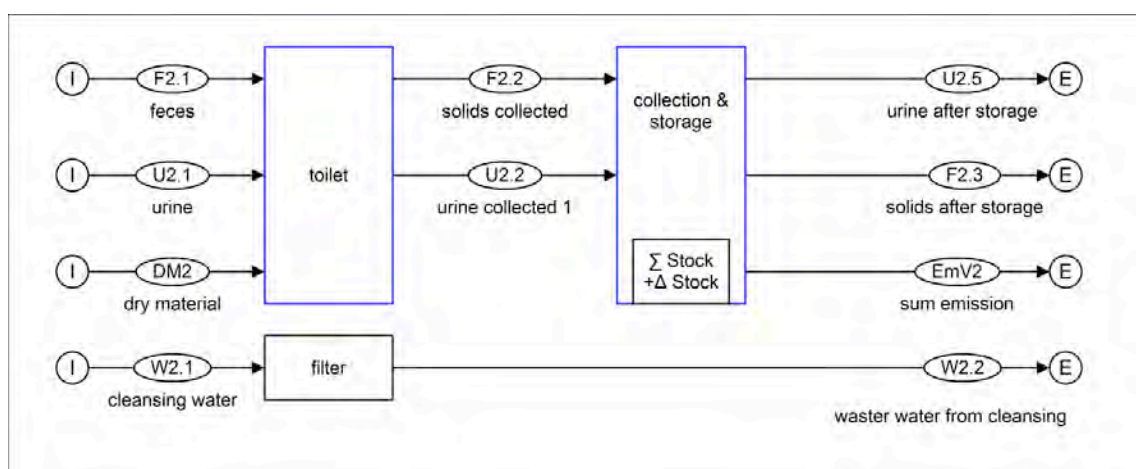 I F2.1 F2.2 U2.5 E
feces solids collected collection & storage urine after storage
I U2.1 toilet U2.2 F2.3 E
urine urine collected 1 solids after storage
I DM2 ∑ Stock EmV2 E
dry material +Δ Stock sum emission
I W2.1 filter W2.2 E
cleansing water waster water from cleansing